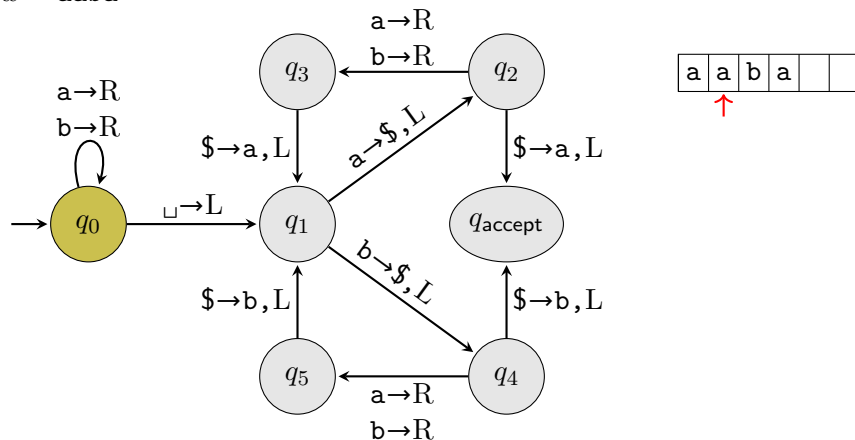 a→R
b→R
a→R
b→R
q3
q2
a a b a
$→a,L
a→$,L
$→a,L
q0
␣→L
q1
qaccept
$→b,L
b→$,L
$→b,L
q5
q4
a→R
b→R